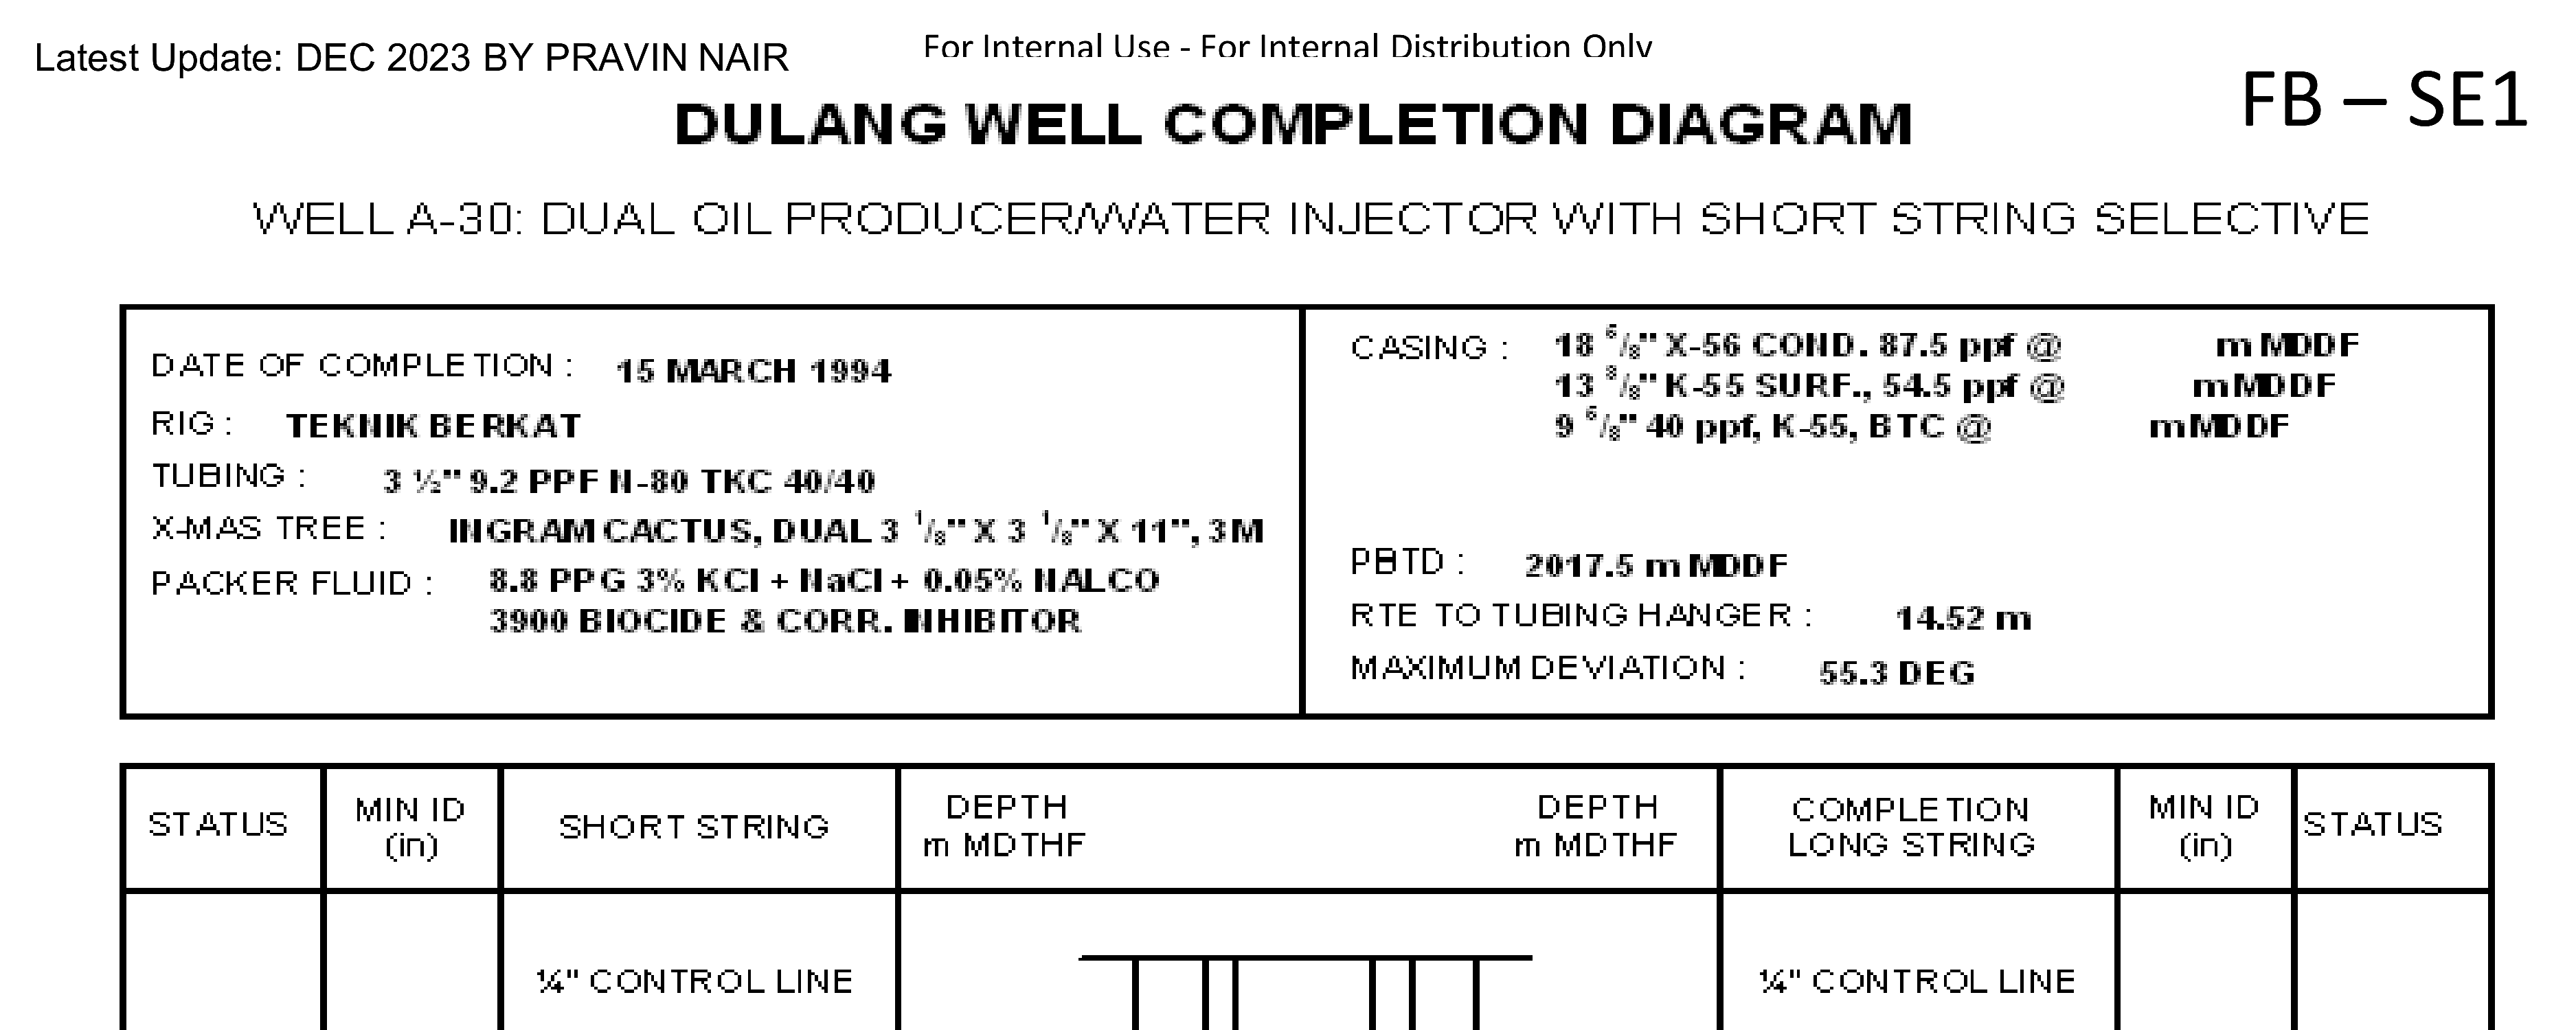 Latest Update: DEC 2023 BY PRAVIN NAIR
For Internal Use - For Internal Distribution Only
FB – SE1
DULANG WELL COMPLETION DIAGRAM
WELL A-30: DUAL OIL PRODUCER/WATER INJECTOR WITH SHORT STRING SELECTIVE
DATE OF COMPLETION : 15 MARCH 1994
RIG : TEKNIK BERKAT
TUBING : 3 ½" 9.2 PPF N-80 TKC 40/40
X-MAS TREE : INGRAM CACTUS, DUAL 3 1/8" X 3 1/8" X 11", 3M
PACKER FLUID : 8.8 PPG 3% KCl + NaCl + 0.05% NALCO
3900 BIOCIDE & CORR. INHIBITOR
CASING : 18 5/8" X-56 COND. 87.5 ppf @ m MDDF
13 3/8" K-55 SURF., 54.5 ppf @ m MDDF
9 5/8" 40 ppf, K-55, BTC @ m MDDF
PBTD : 2017.5 m MDDF
RTE TO TUBING HANGER : 14.52 m
MAXIMUM DEVIATION : 55.3 DEG
STATUS
MIN ID
(in)
SHORT STRING
DEPTH
m MDTHF
DEPTH
m MDTHF
COMPLETION
LONG STRING
MIN ID
(in)
STATUS
¼" CONTROL LINE
¼" CONTROL LINE